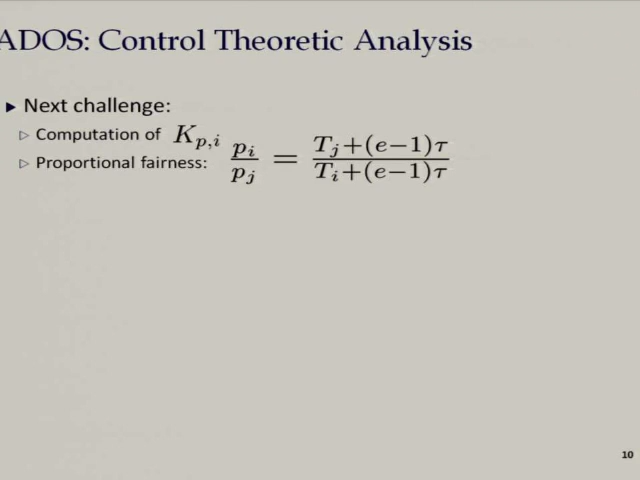 ADOS: Control Theoretic Analysis
▶ Next challenge:
▷ Computation of K_{p,i}
▷ Proportional fairness: p_i/p_j = (T_j+(e−1)τ)/(T_i+(e−1)τ)
10